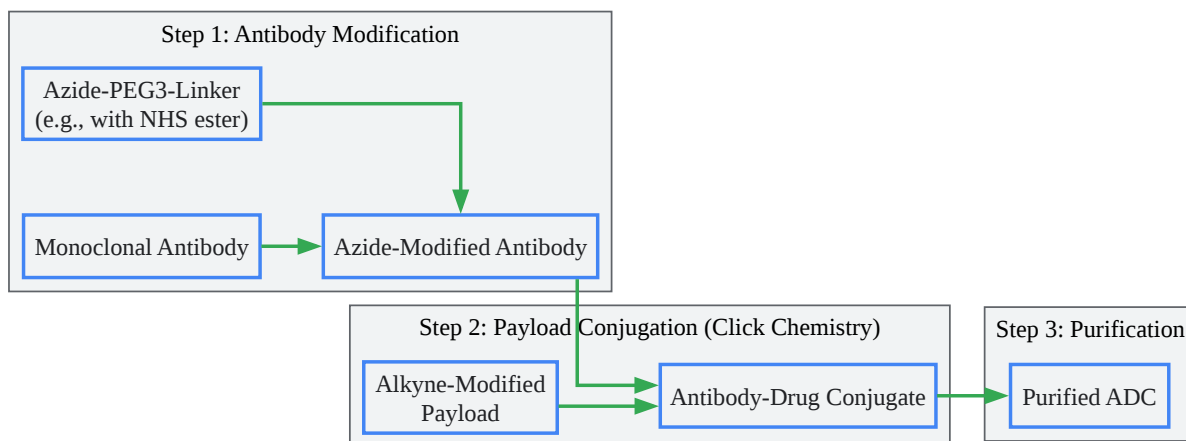 Step 1: Antibody Modification
Azide-PEG3-Linker
(e.g., with NHS ester)
Monoclonal Antibody
Azide-Modified Antibody
Step 2: Payload Conjugation (Click Chemistry)
Alkyne-Modified
Payload
Antibody-Drug Conjugate
Step 3: Purification
Purified ADC